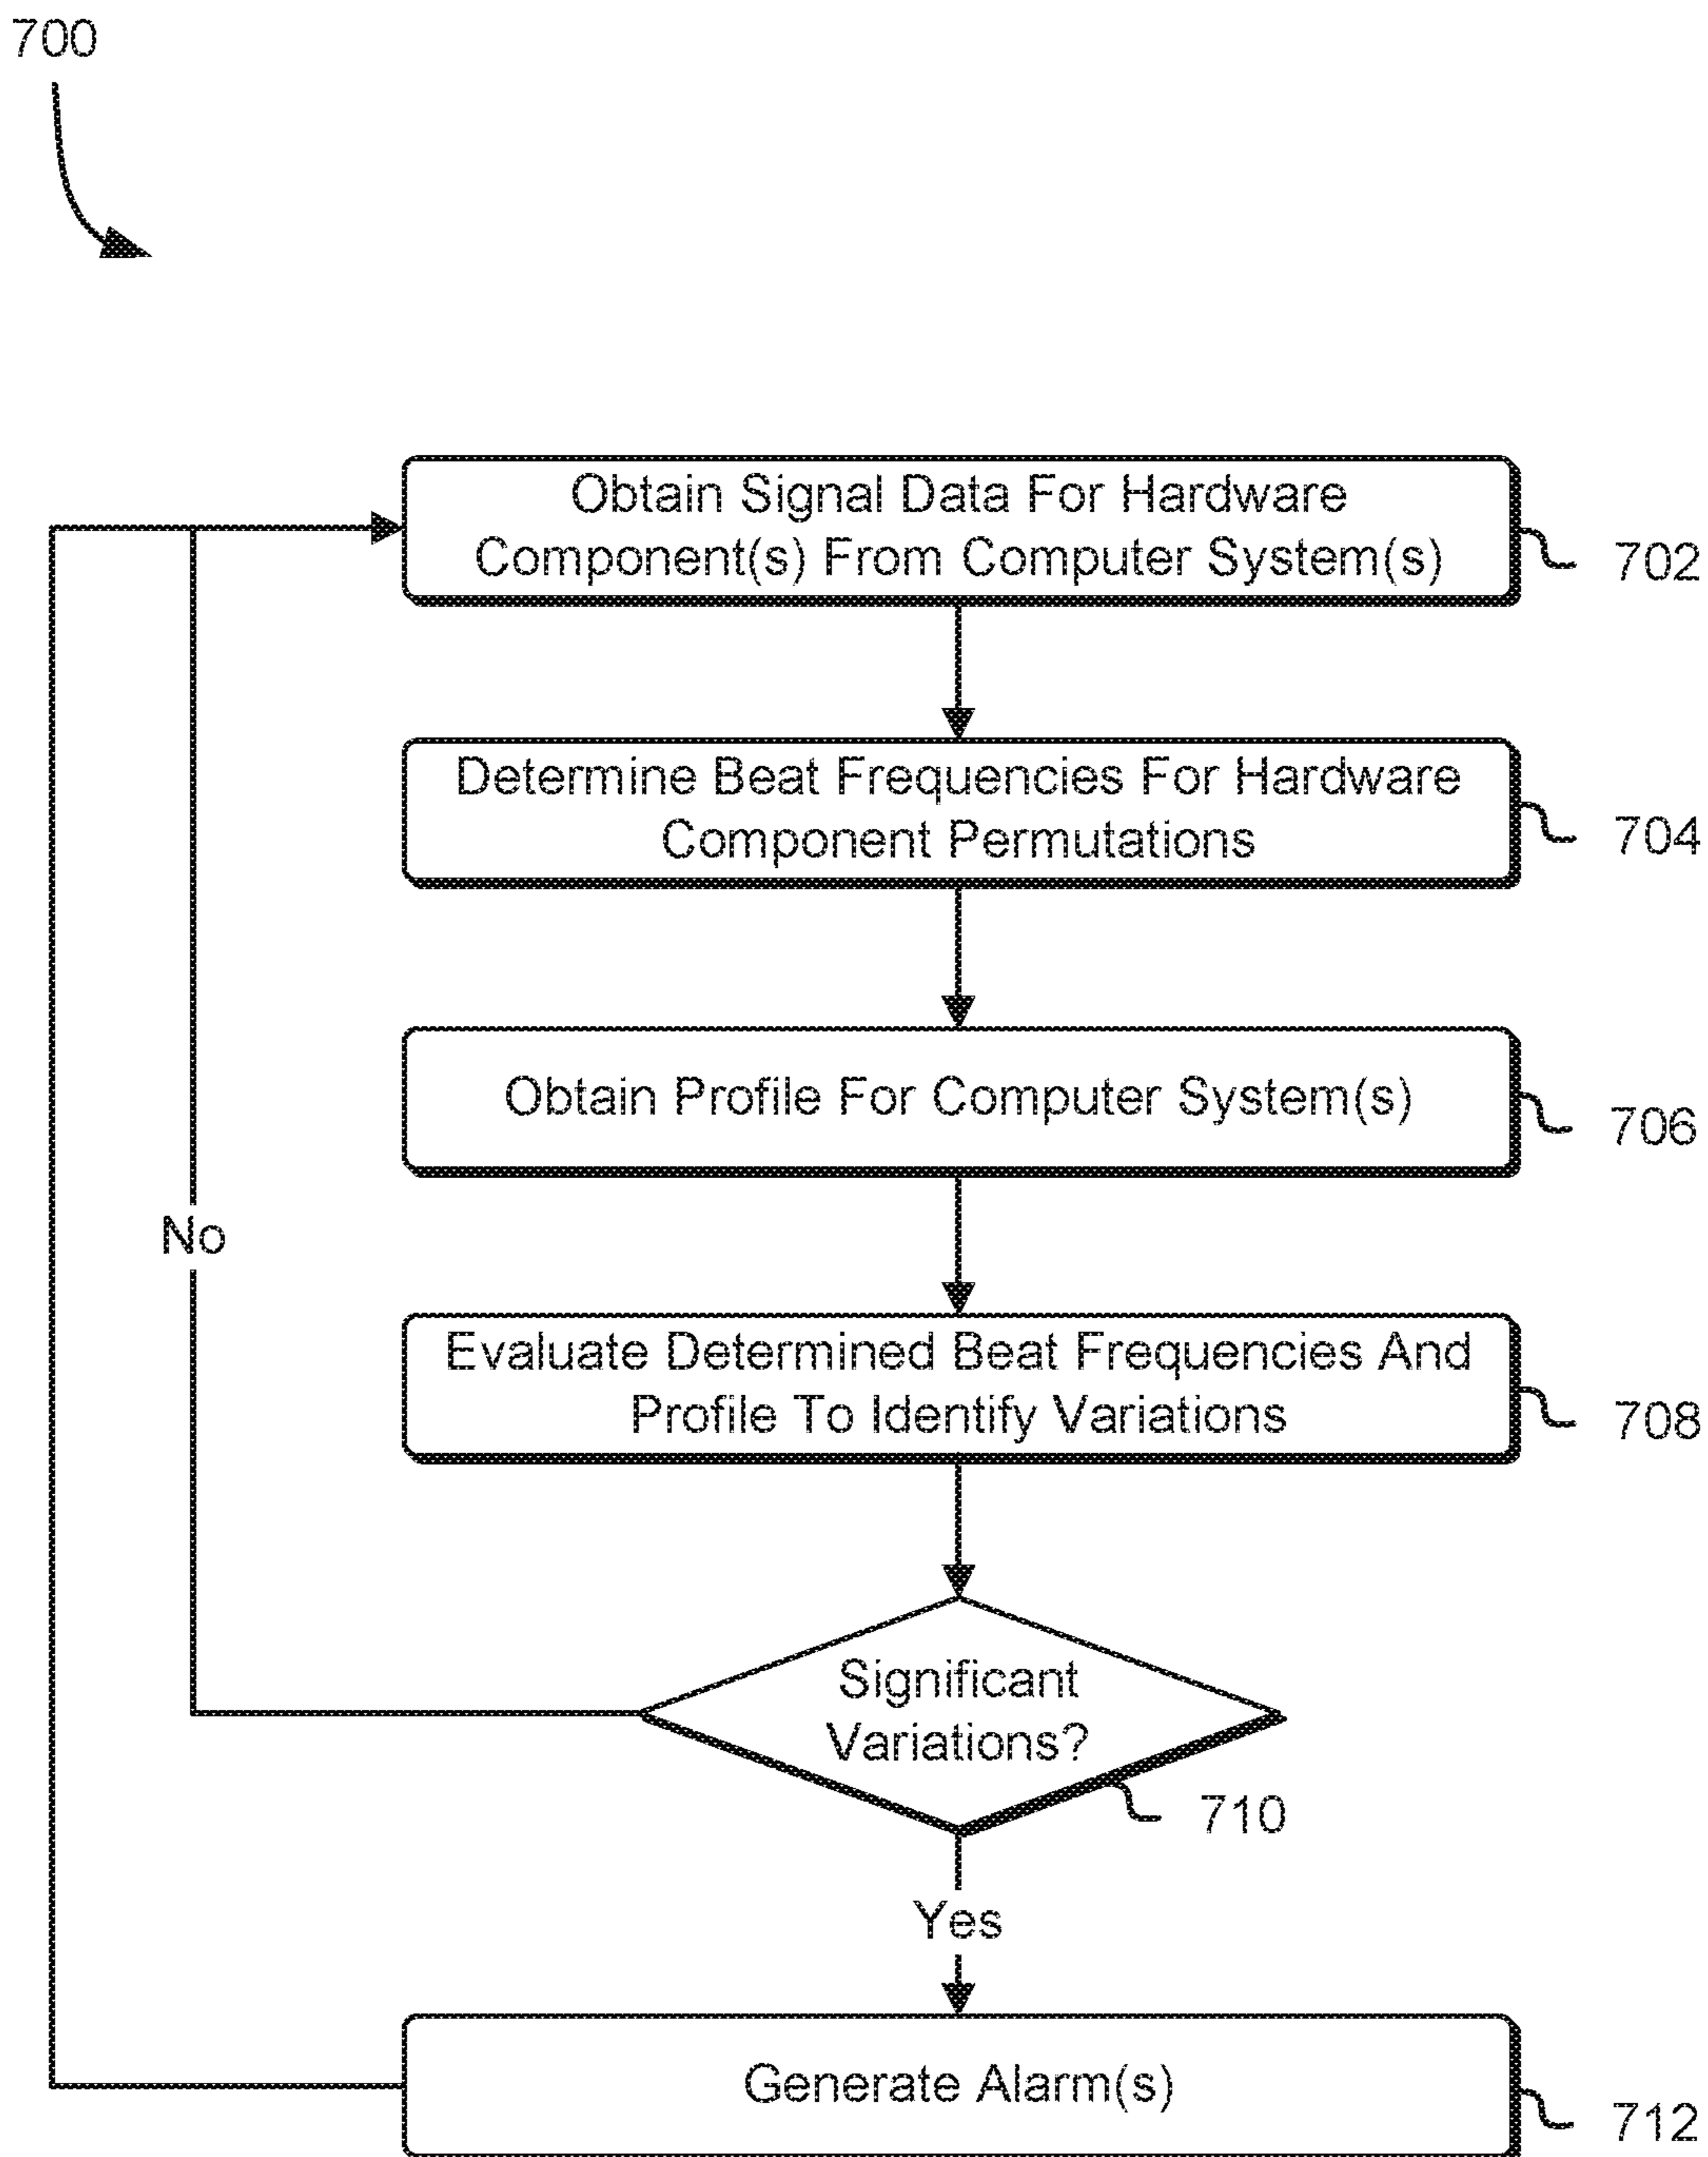 700
Obtain Signal Data For Hardware
Component(s) From Computer System(s)
702
Determine Beat Frequencies For Hardware
Component Permutations
704
Obtain Profile For Computer System(s)
706
No
Evaluate Determined Beat Frequencies And
Profile To Identify Variations
708
Significant
Variations?
710
Yes
Generate Alarm(s)
712